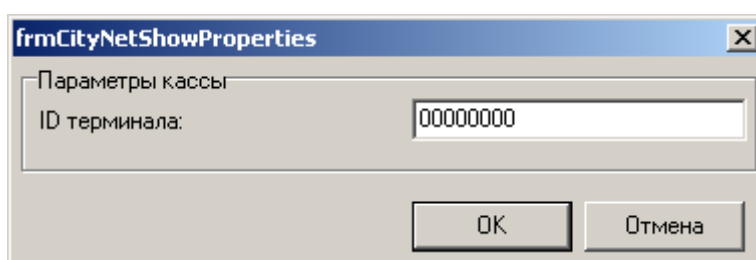 frmCityNetShowProperties
Параметры кассы
ID терминала: 00000000
OK Отмена